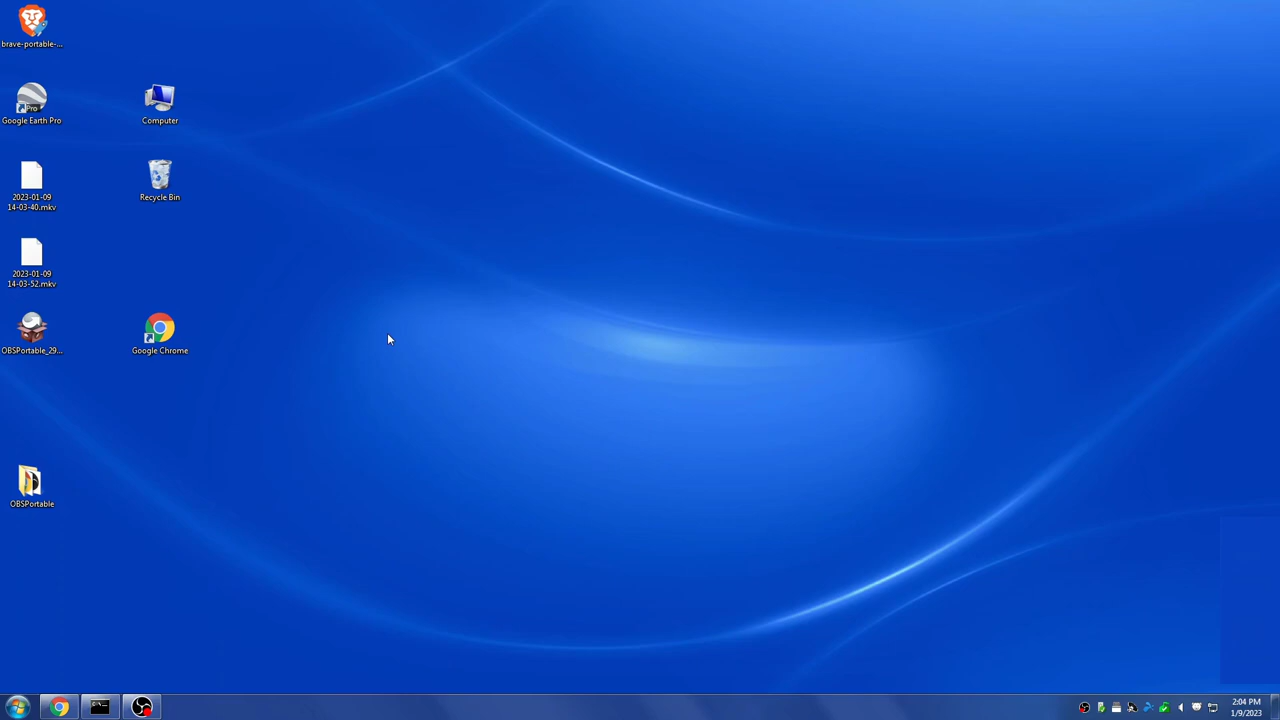 brave-portable-...
Google Earth Pro
Computer
2023-01-09
14-03-40.mkv
Recycle Bin
2023-01-09
14-03-52.mkv
OBSPortable_29...
Google Chrome
OBSPortable
2:04 PM
1/9/2023